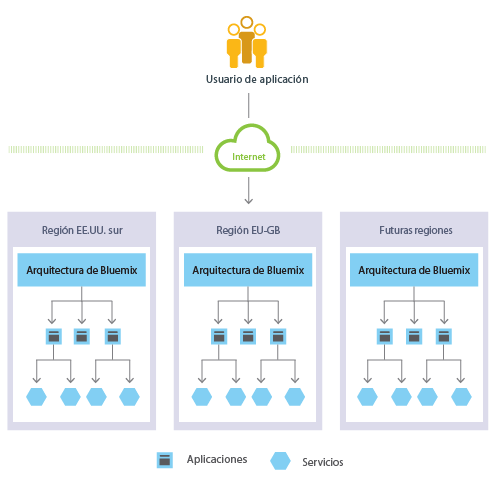 Usuario de aplicación
Internet
Región EE.UU. sur
Región EU-GB
Futuras regiones
Arquitectura de Bluemix
Arquitectura de Bluemix
Arquitectura de Bluemix
Aplicaciones
Servicios